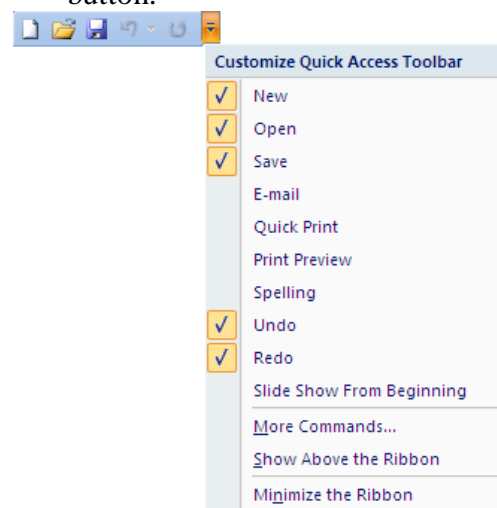 button.
Customize Quick Access Toolbar
New
Open
Save
E-mail
Quick Print
Print Preview
Spelling
Undo
Redo
Slide Show From Beginning
More Commands...
Show Above the Ribbon
Minimize the Ribbon